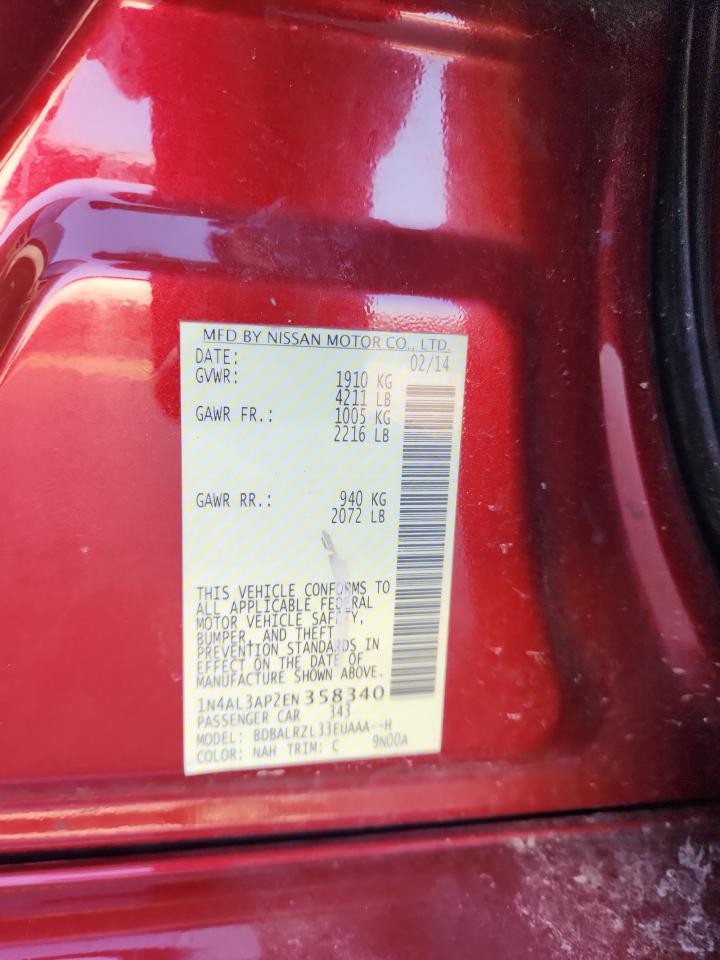 MFD BY NISSAN MOTOR CO., LTD.
DATE: 02/14
GVWR: 1910 KG
4211 LB
GAWR FR.: 1005 KG
2216 LB
GAWR RR.: 940 KG
2072 LB
THIS VEHICLE CONFORMS TO
ALL APPLICABLE FEDERAL
MOTOR VEHICLE SAFETY,
BUMPER, AND THEFT
PREVENTION STANDARDS IN
EFFECT ON THE DATE OF
MANUFACTURE SHOWN ABOVE.
1N4AL3AP2EN358340
PASSENGER CAR 343
MODEL: BDBALRZL33EUAAA--H
COLOR: NAH TRIM: C 9N00A